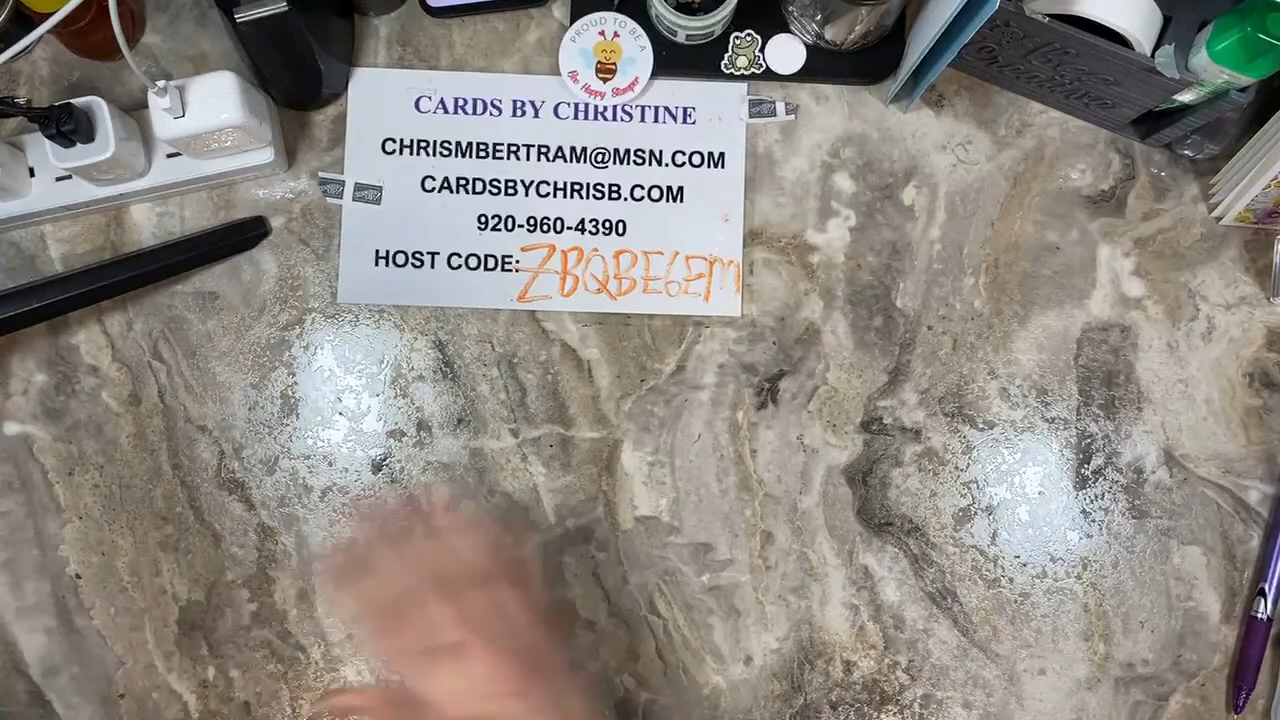 PROUD TO BE A
Bee Happy Stamper
CARDS BY CHRISTINE
CHRISMBERTRAM@MSN.COM
CARDSBYCHRISB.COM
920-960-4390
HOST CODE: ZBQBE6EM